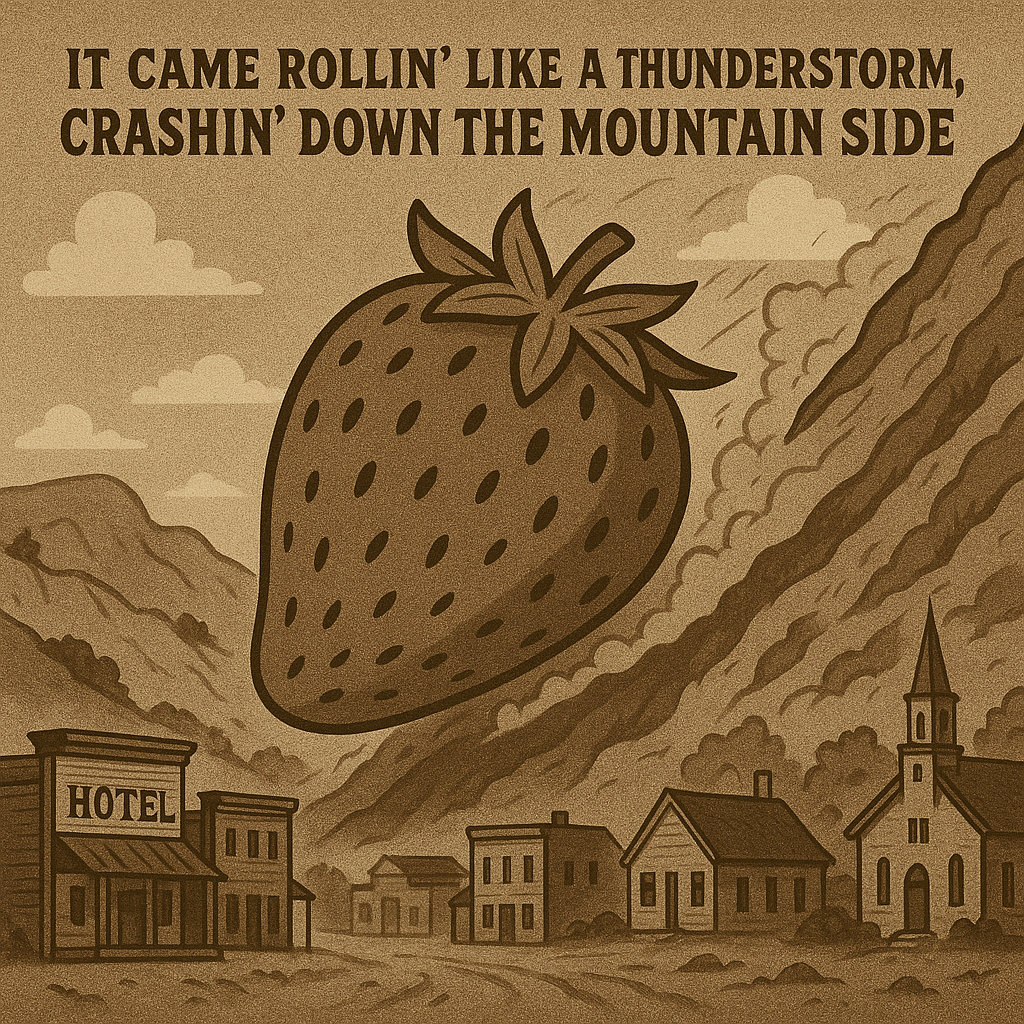 IT CAME ROLLIN' LIKE A THUNDERSTORM,
CRASHIN' DOWN THE MOUNTAIN SIDE
HOTEL